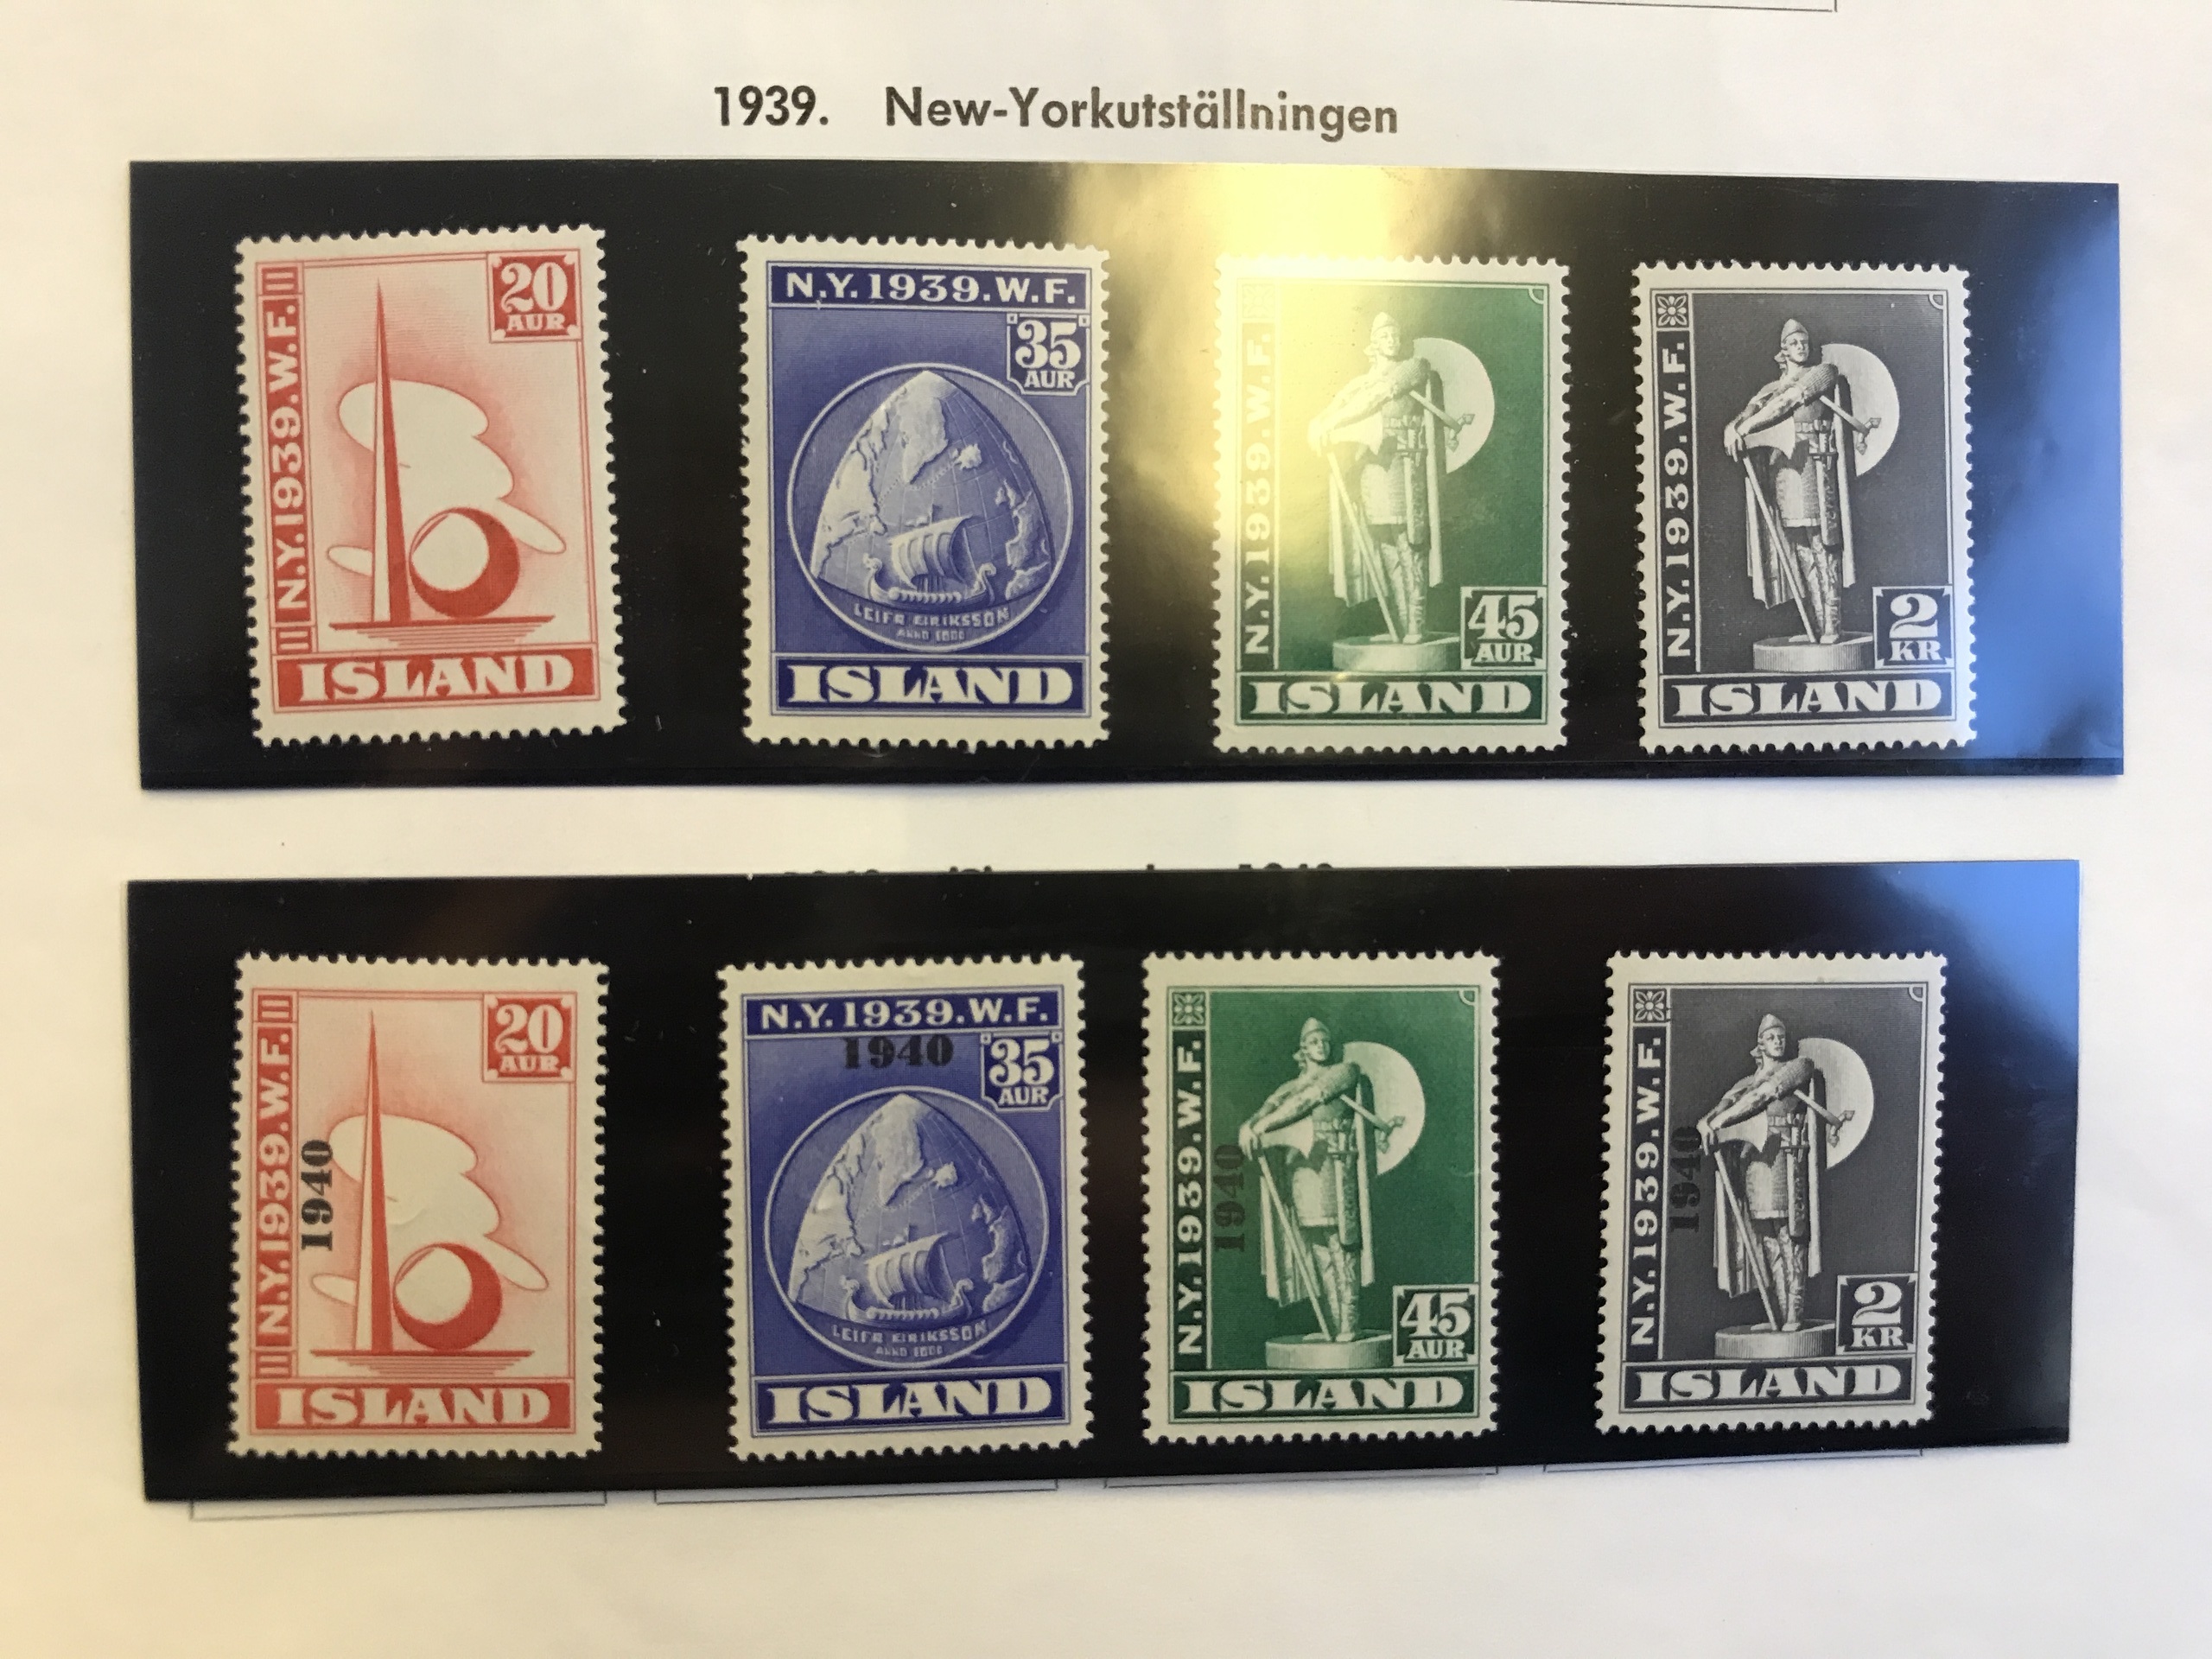 1939. New-Yorkutställningen
N.Y.1939.W.F.
20
AUR
ISLAND
N.Y.1939.W.F.
35
AUR
LEIFR EIRIKSSON
ANNO 1000
ISLAND
N.Y.1939.W.F.
45
AUR
ISLAND
N.Y.1939.W.F.
2
KR
ISLAND
N.Y.1939.W.F.
1940
20
AUR
ISLAND
N.Y.1939.W.F.
1940
35
AUR
LEIFR EIRIKSSON
ANNO 1000
ISLAND
N.Y.1939.W.F.
1940
45
AUR
ISLAND
N.Y.1939.W.F.
1940
2
KR
ISLAND